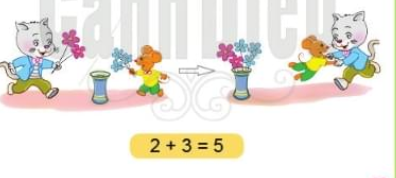 2 + 3 = 5